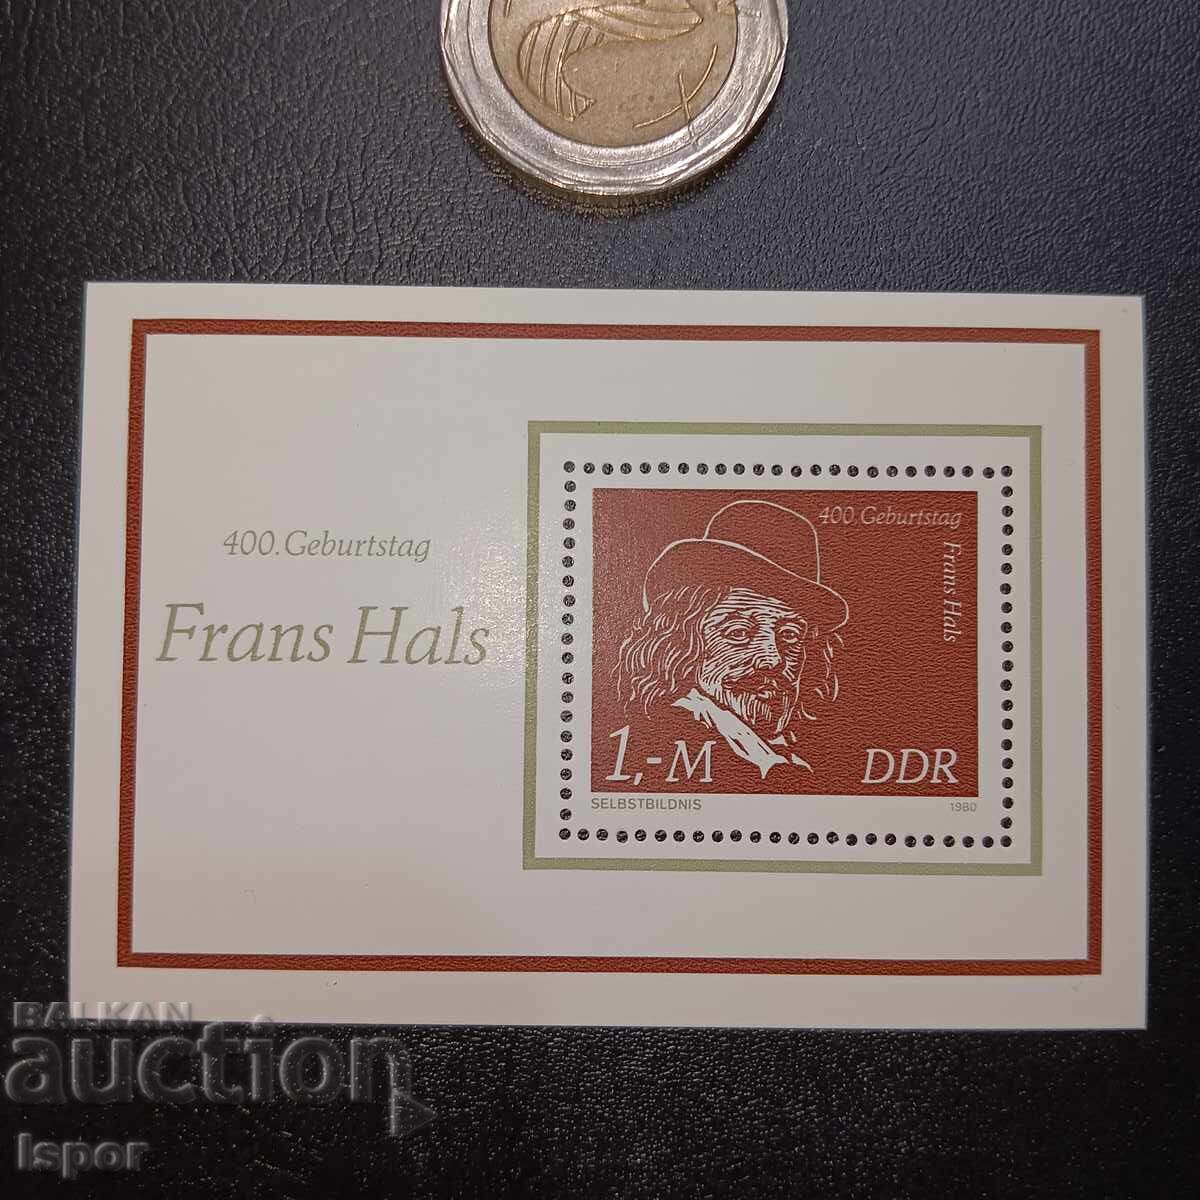 400. Geburtstag
Frans Hals
400. Geburtstag
Frans Hals
1,-M
DDR
SELBSTBILDNIS
1980
BALKAN
auction
Ispor